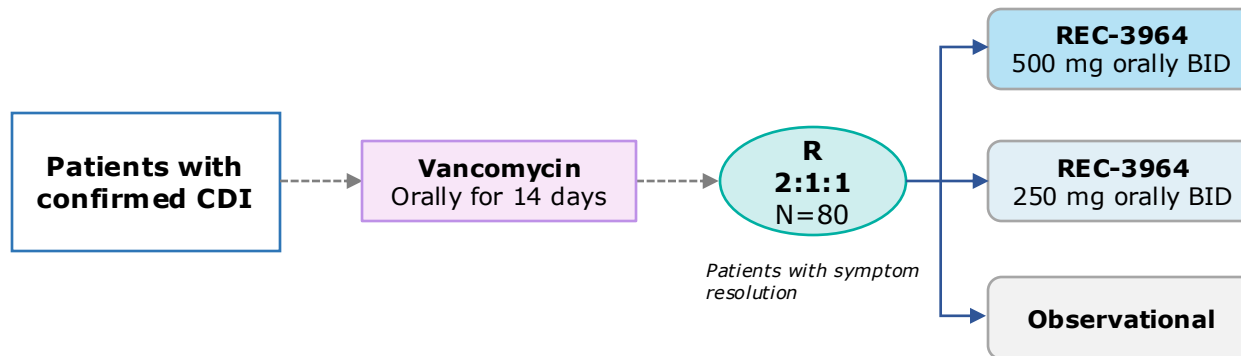 Patients with
confirmed CDI
Vancomycin
Orally for 14 days
R
2:1:1
N=80
Patients with symptom
resolution
REC-3964
500 mg orally BID
REC-3964
250 mg orally BID
Observational